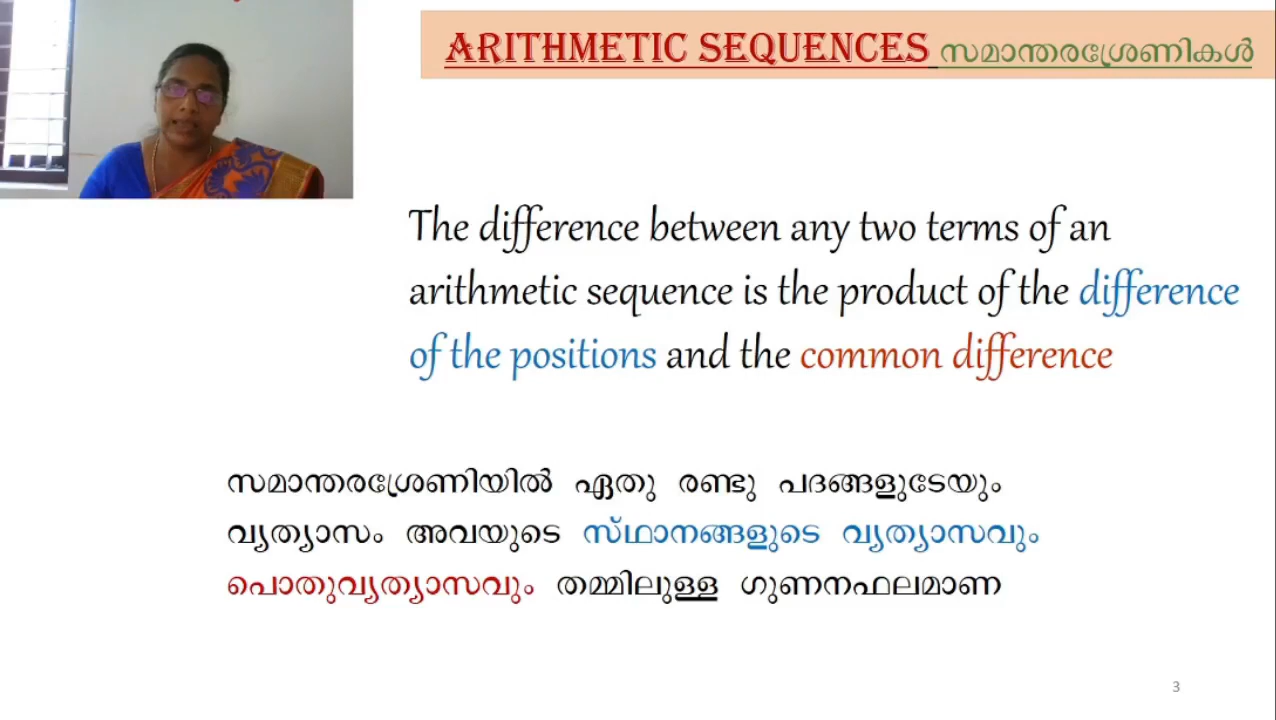 ARITHMETIC SEQUENCES സമാന്തരശ്രേണികൾ
The difference between any two terms of an
arithmetic sequence is the product of the difference
of the positions and the common difference
സമാന്തരശ്രേണിയിൽ ഏതു രണ്ടു പദങ്ങളുടേയും
വ്യത്യാസം അവയുടെ സ്ഥാനങ്ങളുടെ വ്യത്യാസവും
പൊതുവ്യത്യാസവും തമ്മിലുള്ള ഗുണനഫലമാണ
3